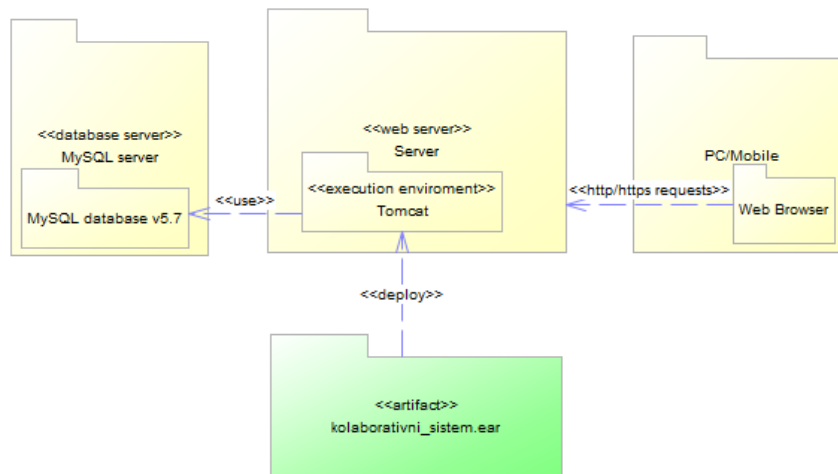 <<database server>>
MySQL server
MySQL database v5.7
<<use>>
<<web server>>
Server
<<execution enviroment>>
Tomcat
<<http/https requests>>
PC/Mobile
Web Browser
<<deploy>>
<<artifact>>
kolaborativni_sistem.ear